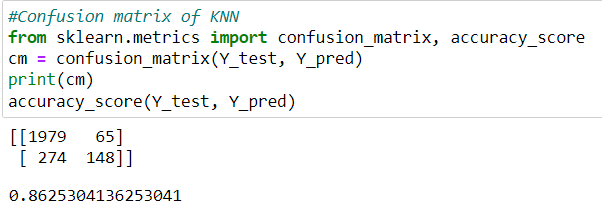 #Confusion matrix of KNN
from sklearn.metrics import confusion_matrix, accuracy_score
cm = confusion_matrix(Y_test, Y_pred)
print(cm)
accuracy_score(Y_test, Y_pred)
[[1979   65]
 [ 274  148]]
0.8625304136253041